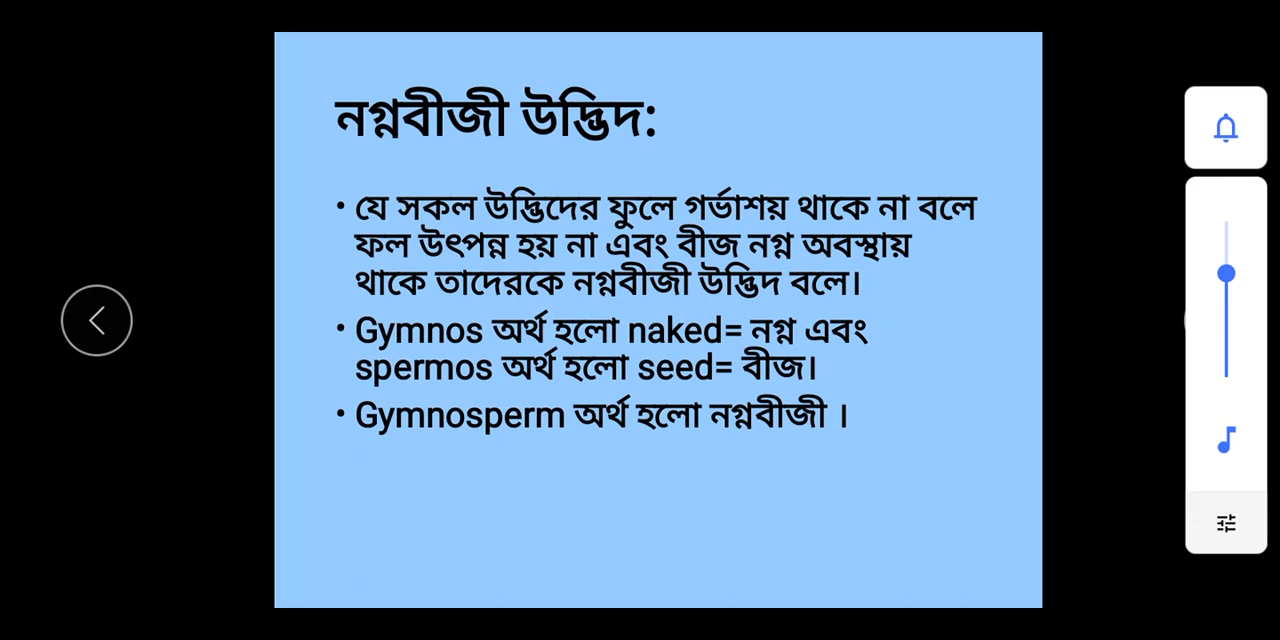 নগ্নবীজী উদ্ভিদ:
• যে সকল উদ্ভিদের ফুলে গর্ভাশয় থাকে না বলে
ফল উৎপন্ন হয় না এবং বীজ নগ্ন অবস্থায়
থাকে তাদেরকে নগ্নবীজী উদ্ভিদ বলে।
• Gymnos অর্থ হলো naked= নগ্ন এবং
spermos অর্থ হলো seed= বীজ।
• Gymnosperm অর্থ হলো নগ্নবীজী ।